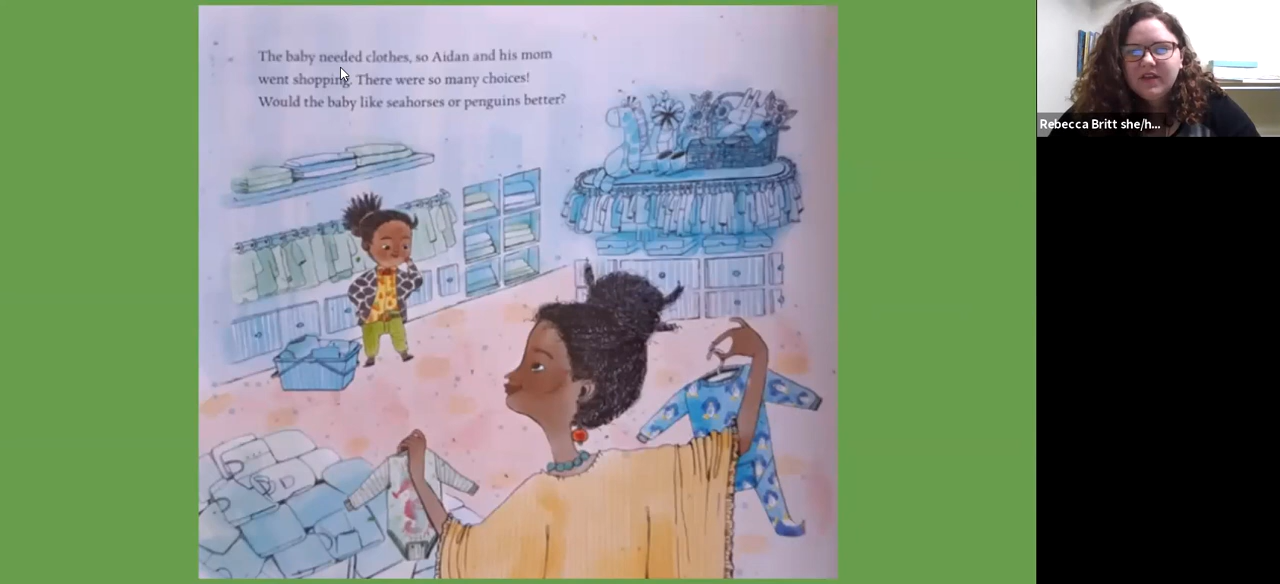 The baby needed clothes, so Aidan and his mom
went shopping. There were so many choices!
Would the baby like seahorses or penguins better?
Rebecca Britt she/h...